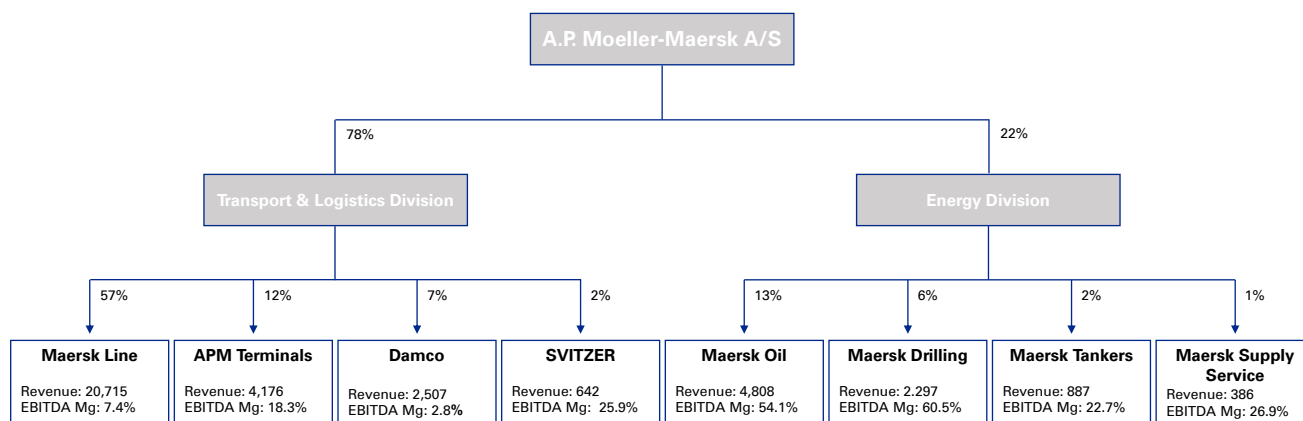 A.P. Moeller-Maersk A/S
78%
22%
Transport & Logistics Division
Energy Division
57%
12%
7%
2%
13%
6%
2%
1%
Maersk Line
Revenue: 20,715
EBITDA Mg: 7.4%
APM Terminals
Revenue: 4,176
EBITDA Mg: 18.3%
Damco
Revenue: 2,507
EBITDA Mg: 2.8%
SVITZER
Revenue: 642
EBITDA Mg: 25.9%
Maersk Oil
Revenue: 4,808
EBITDA Mg: 54.1%
Maersk Drilling
Revenue: 2.297
EBITDA Mg: 60.5%
Maersk Tankers
Revenue: 887
EBITDA Mg: 22.7%
Maersk Supply
Service
Revenue: 386
EBITDA Mg: 26.9%